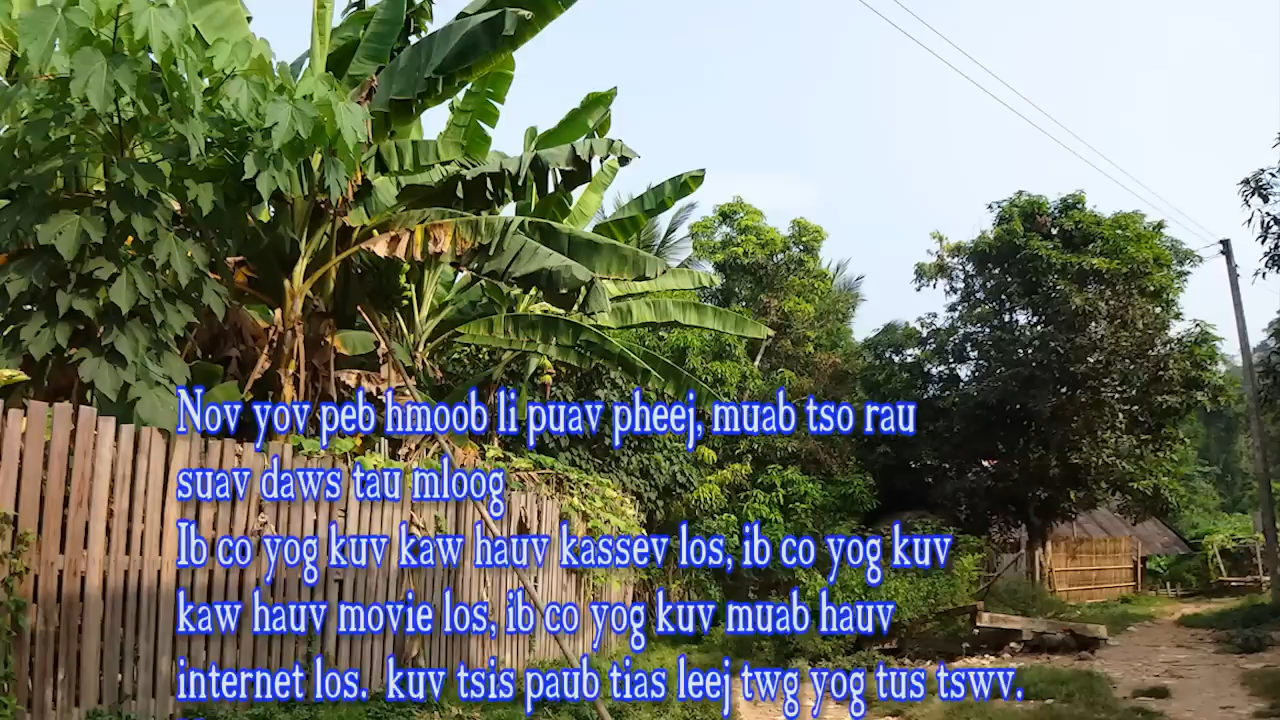 Nov yov peb hmoob li puav pheej, muab tso rau
suav daws tau mloog
Ib co yog kuv kaw hauv kassev los, ib co yog kuv
kaw hauv movie los, ib co yog kuv muab hauv
internet los. kuv tsis paub tias leej twg yog tus tswv.